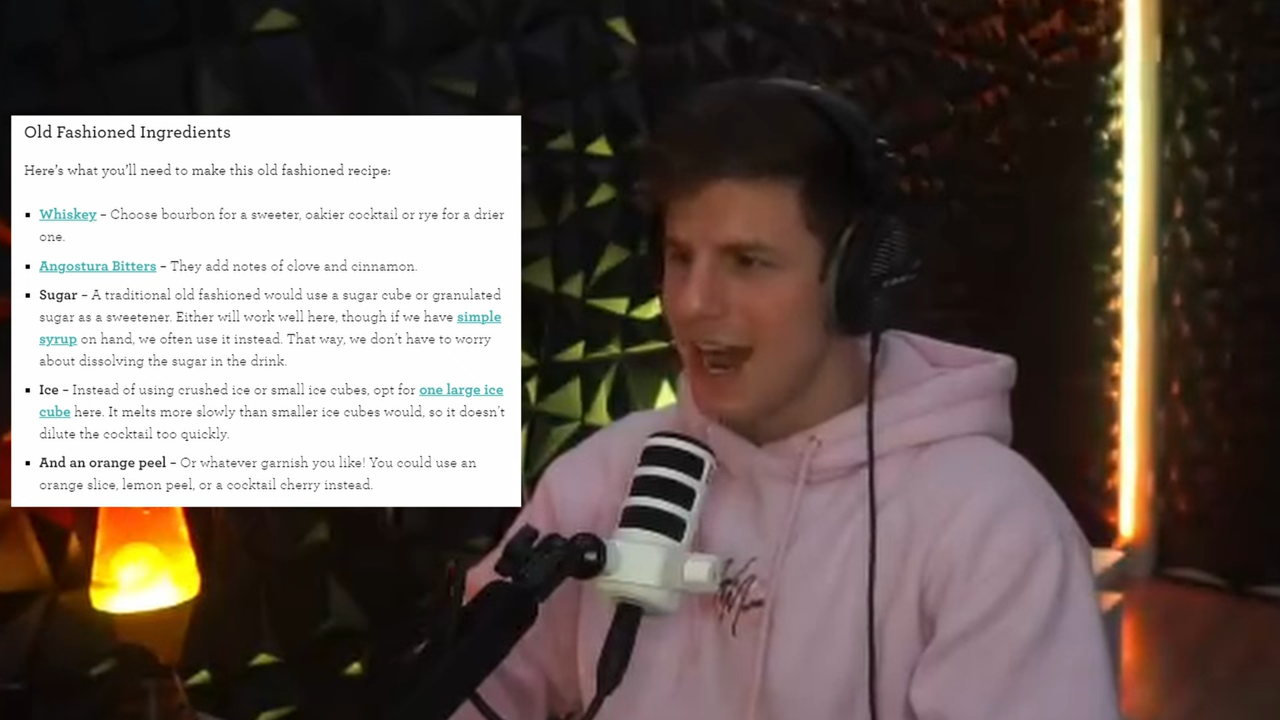 Old Fashioned Ingredients
Here's what you'll need to make this old fashioned recipe:
▪ Whiskey – Choose bourbon for a sweeter, oakier cocktail or rye for a drier
one.
▪ Angostura Bitters – They add notes of clove and cinnamon.
▪ Sugar – A traditional old fashioned would use a sugar cube or granulated
sugar as a sweetener. Either will work well here, though if we have simple
syrup on hand, we often use it instead. That way, we don't have to worry
about dissolving the sugar in the drink.
▪ Ice – Instead of using crushed ice or small ice cubes, opt for one large ice
cube here. It melts more slowly than smaller ice cubes would, so it doesn't
dilute the cocktail too quickly.
▪ And an orange peel – Or whatever garnish you like! You could use an
orange slice, lemon peel, or a cocktail cherry instead.